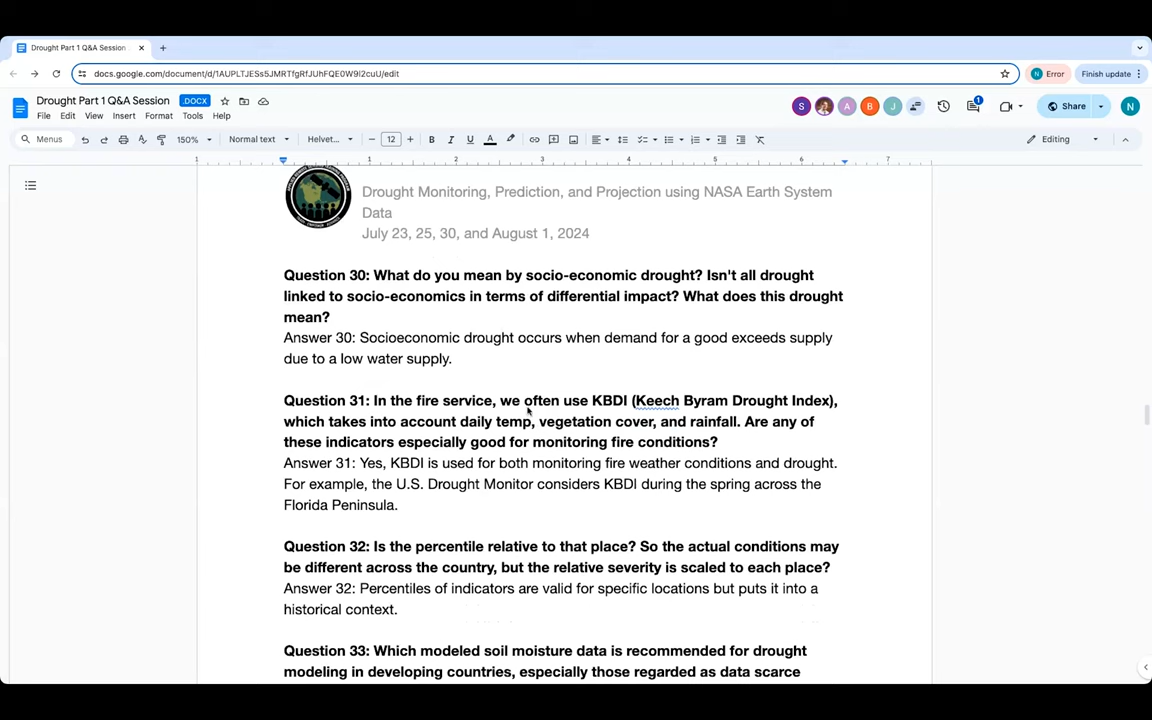 Drought Part 1 Q&A Session
docs.google.com/document/d/1AUPLTJESs5JMRTfgRfJUhFQE0W9I2cuU/edit
Error
Finish update
Drought Part 1 Q&A Session .DOCX
S A B J 1 Share N
File Edit View Insert Format Tools Help
Menus 150% Normal text Helvet... 12 B I U A Editing
1 1 2 3 4 5 6 7
Drought Monitoring, Prediction, and Projection using NASA Earth System
Data
July 23, 25, 30, and August 1, 2024
Question 30: What do you mean by socio-economic drought? Isn't all drought
linked to socio-economics in terms of differential impact? What does this drought
mean?
Answer 30: Socioeconomic drought occurs when demand for a good exceeds supply
due to a low water supply.
Question 31: In the fire service, we often use KBDI (Keech Byram Drought Index),
which takes into account daily temp, vegetation cover, and rainfall. Are any of
these indicators especially good for monitoring fire conditions?
Answer 31: Yes, KBDI is used for both monitoring fire weather conditions and drought.
For example, the U.S. Drought Monitor considers KBDI during the spring across the
Florida Peninsula.
Question 32: Is the percentile relative to that place? So the actual conditions may
be different across the country, but the relative severity is scaled to each place?
Answer 32: Percentiles of indicators are valid for specific locations but puts it into a
historical context.
Question 33: Which modeled soil moisture data is recommended for drought
modeling in developing countries, especially those regarded as data scarce